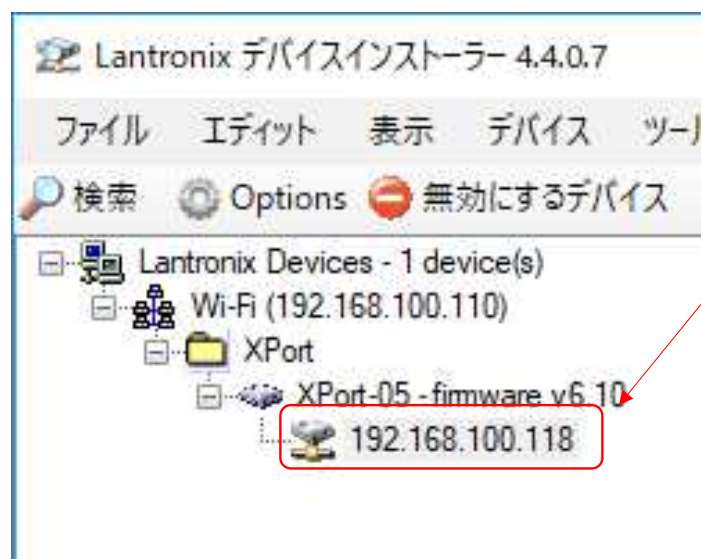 Lantronix デバイスインストーラー 4.4.0.7
ファイル エディット 表示 デバイス ツール
検索 Options 無効にするデバイス
Lantronix Devices - 1 device(s)
Wi-Fi (192.168.100.110)
XPort
XPort-05 - firmware v6.10
192.168.100.118